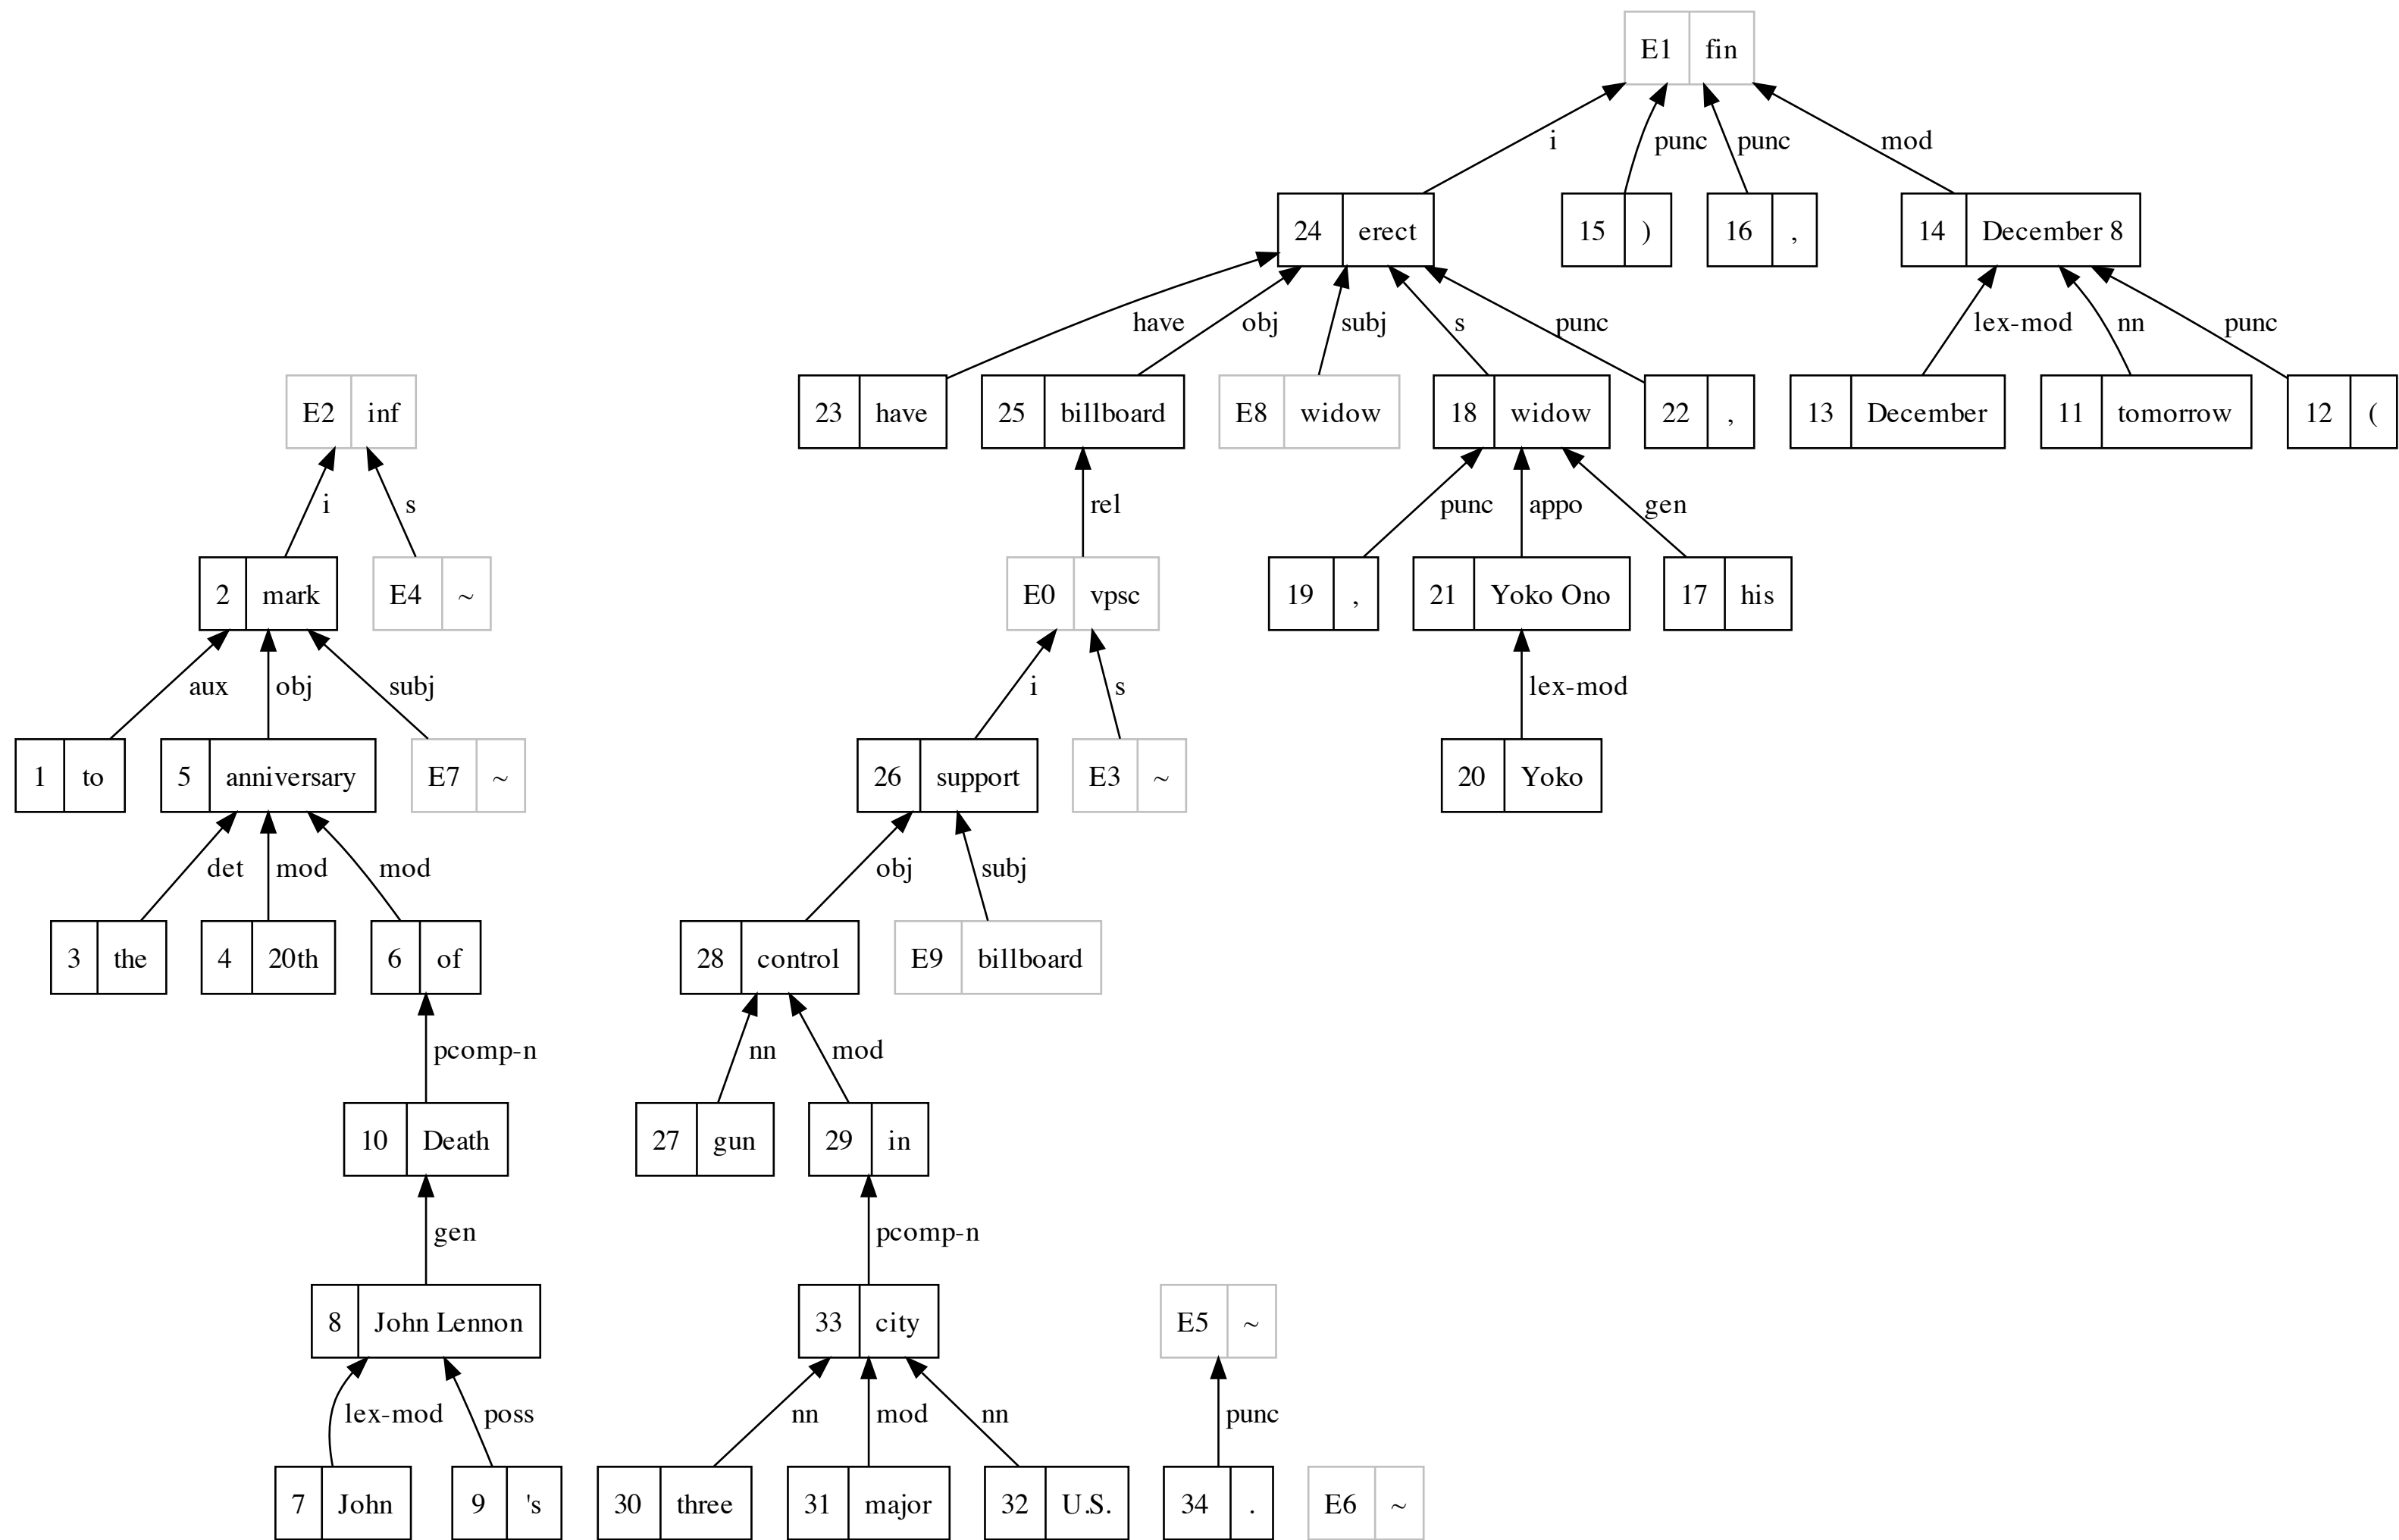 E1 fin
i punc punc mod
24 erect 15 ) 16 , 14 December 8
have obj subj s punc lex-mod nn punc
E2 inf 23 have 25 billboard E8 widow 18 widow 22 , 13 December 11 tomorrow 12 (
i s rel punc appo gen
2 mark E4 ~ E0 vpsc 19 , 21 Yoko Ono 17 his
aux obj subj i s lex-mod
1 to 5 anniversary E7 ~ 26 support E3 ~ 20 Yoko
det mod mod obj subj
3 the 4 20th 6 of 28 control E9 billboard
pcomp-n nn mod
10 Death 27 gun 29 in
gen pcomp-n
8 John Lennon 33 city E5 ~
lex-mod poss nn mod nn punc
7 John 9 's 30 three 31 major 32 U.S. 34 . E6 ~